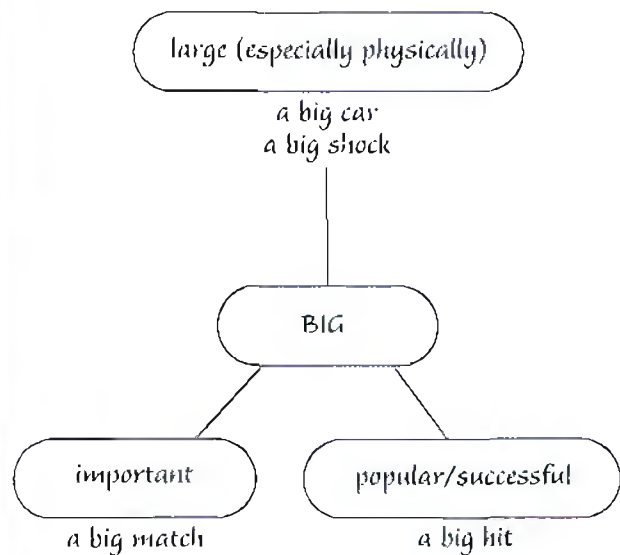 large (especially physically)
a big car
a big shock
BIG
important
popular/successful
a big match
a big hit